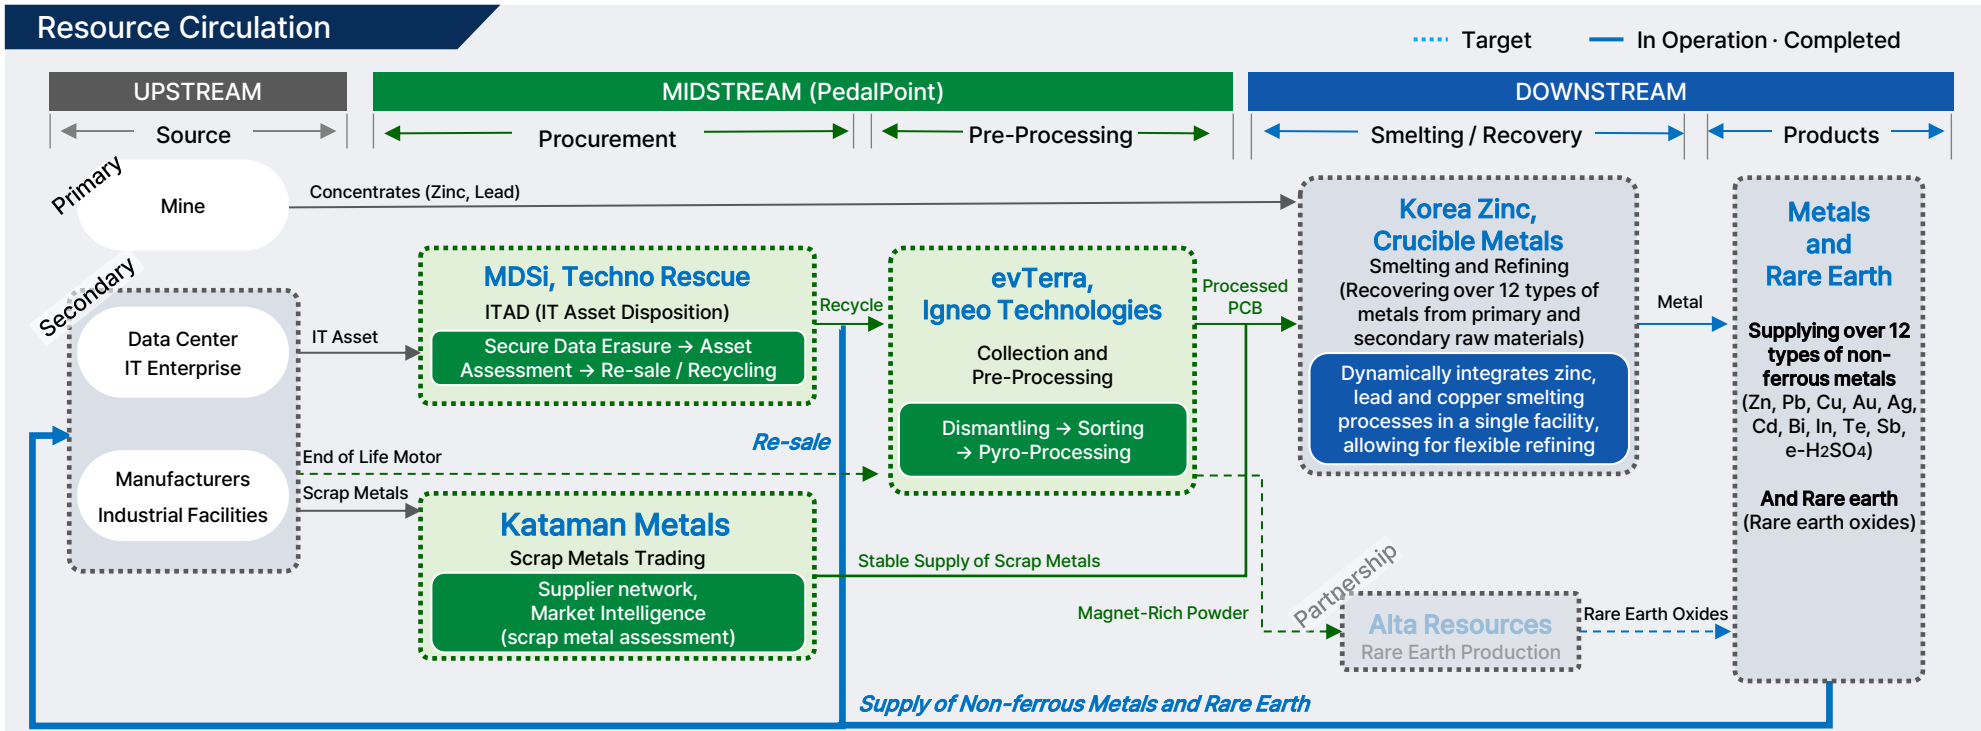 Resource Circulation
Target
In Operation · Completed
UPSTREAM
MIDSTREAM (PedalPoint)
DOWNSTREAM
Source
Procurement
Pre-Processing
Smelting / Recovery
Products
Primary
Mine
Concentrates (Zinc, Lead)
Secondary
Data Center
IT Enterprise
IT Asset
Manufacturers
Industrial Facilities
End of Life Motor
Scrap Metals
MDSi, Techno Rescue
ITAD (IT Asset Disposition)
Secure Data Erasure → Asset
Assessment → Re-sale / Recycling
Recycle
Re-sale
Kataman Metals
Scrap Metals Trading
Supplier network,
Market Intelligence
(scrap metal assessment)
evTerra,
Igneo Technologies
Collection and
Pre-Processing
Dismantling → Sorting
→ Pyro-Processing
Processed
PCB
Stable Supply of Scrap Metals
Magnet-Rich Powder
Korea Zinc,
Crucible Metals
Smelting and Refining
(Recovering over 12 types of
metals from primary and
secondary raw materials)
Dynamically integrates zinc,
lead and copper smelting
processes in a single facility,
allowing for flexible refining
Metal
Partnership
Alta Resources
Rare Earth Production
Rare Earth Oxides
Metals
and
Rare Earth
Supplying over 12
types of non-
ferrous metals
(Zn, Pb, Cu, Au, Ag,
Cd, Bi, In, Te, Sb,
e-H2SO4)
And Rare earth
(Rare earth oxides)
Supply of Non-ferrous Metals and Rare Earth